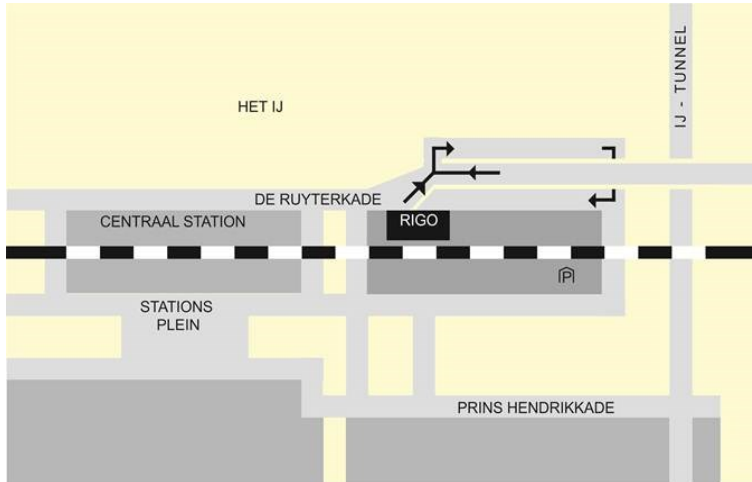 IJ - TUNNEL
HET IJ
DE RUYTERKADE
CENTRAAL STATION
RIGO
P
STATIONS
PLEIN
PRINS HENDRIKKADE